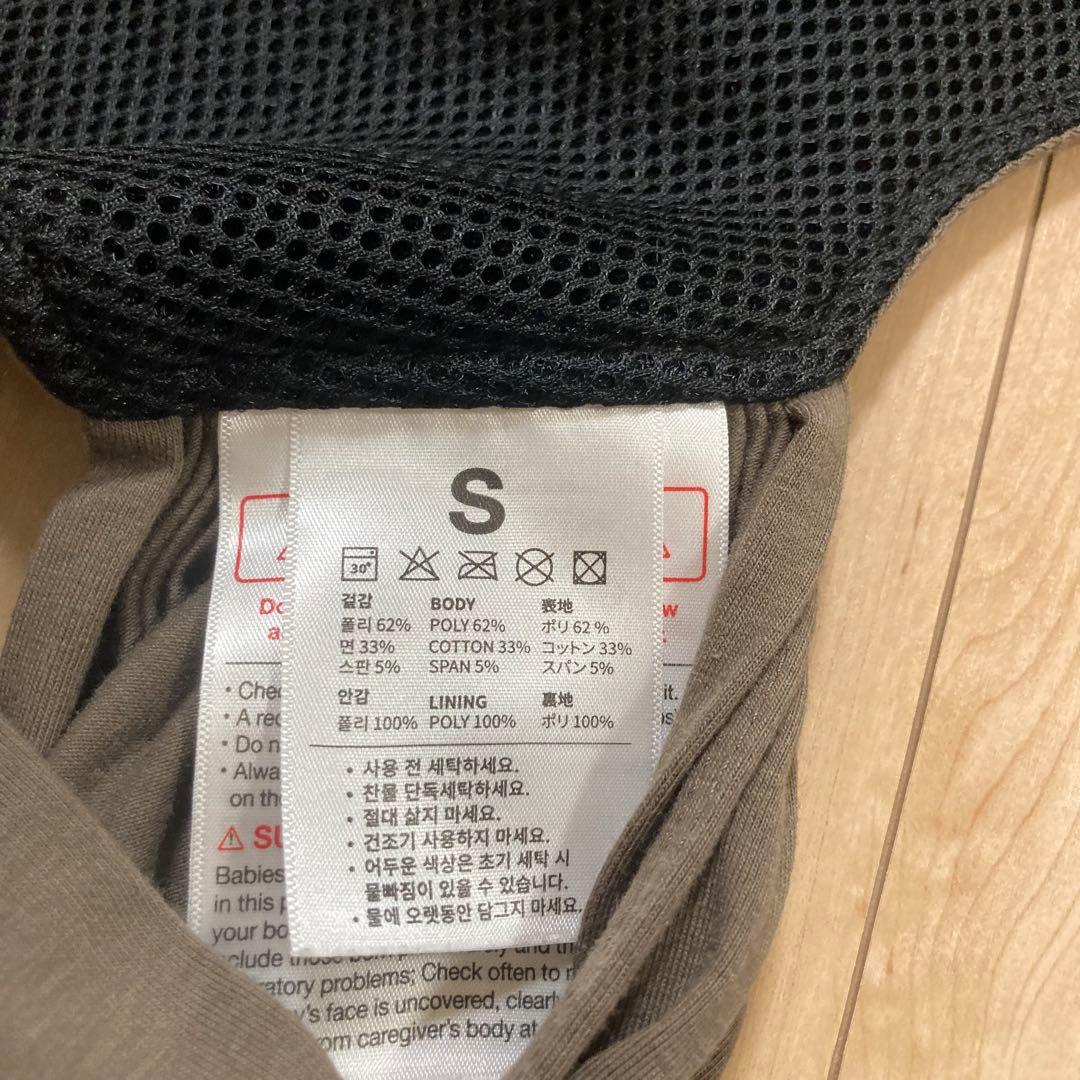 S
30°
겉감 BODY 表地
폴리 62% POLY 62% ポリ 62 %
면 33% COTTON 33% コットン 33%
스판 5% SPAN 5% スパン 5%
안감 LINING 裏地
폴리 100% POLY 100% ポリ 100%
• 사용 전 세탁하세요.
• 찬물 단독세탁하세요.
• 절대 삶지 마세요.
• 건조기 사용하지 마세요.
• 어두운 색상은 초기 세탁 시
물빠짐이 있을 수 있습니다.
• 물에 오랫동안 담그지 마세요.
it.
• A
• Do
on
Babies
in this
your
problems; Check often to
face is uncovered,
caregiver's body at